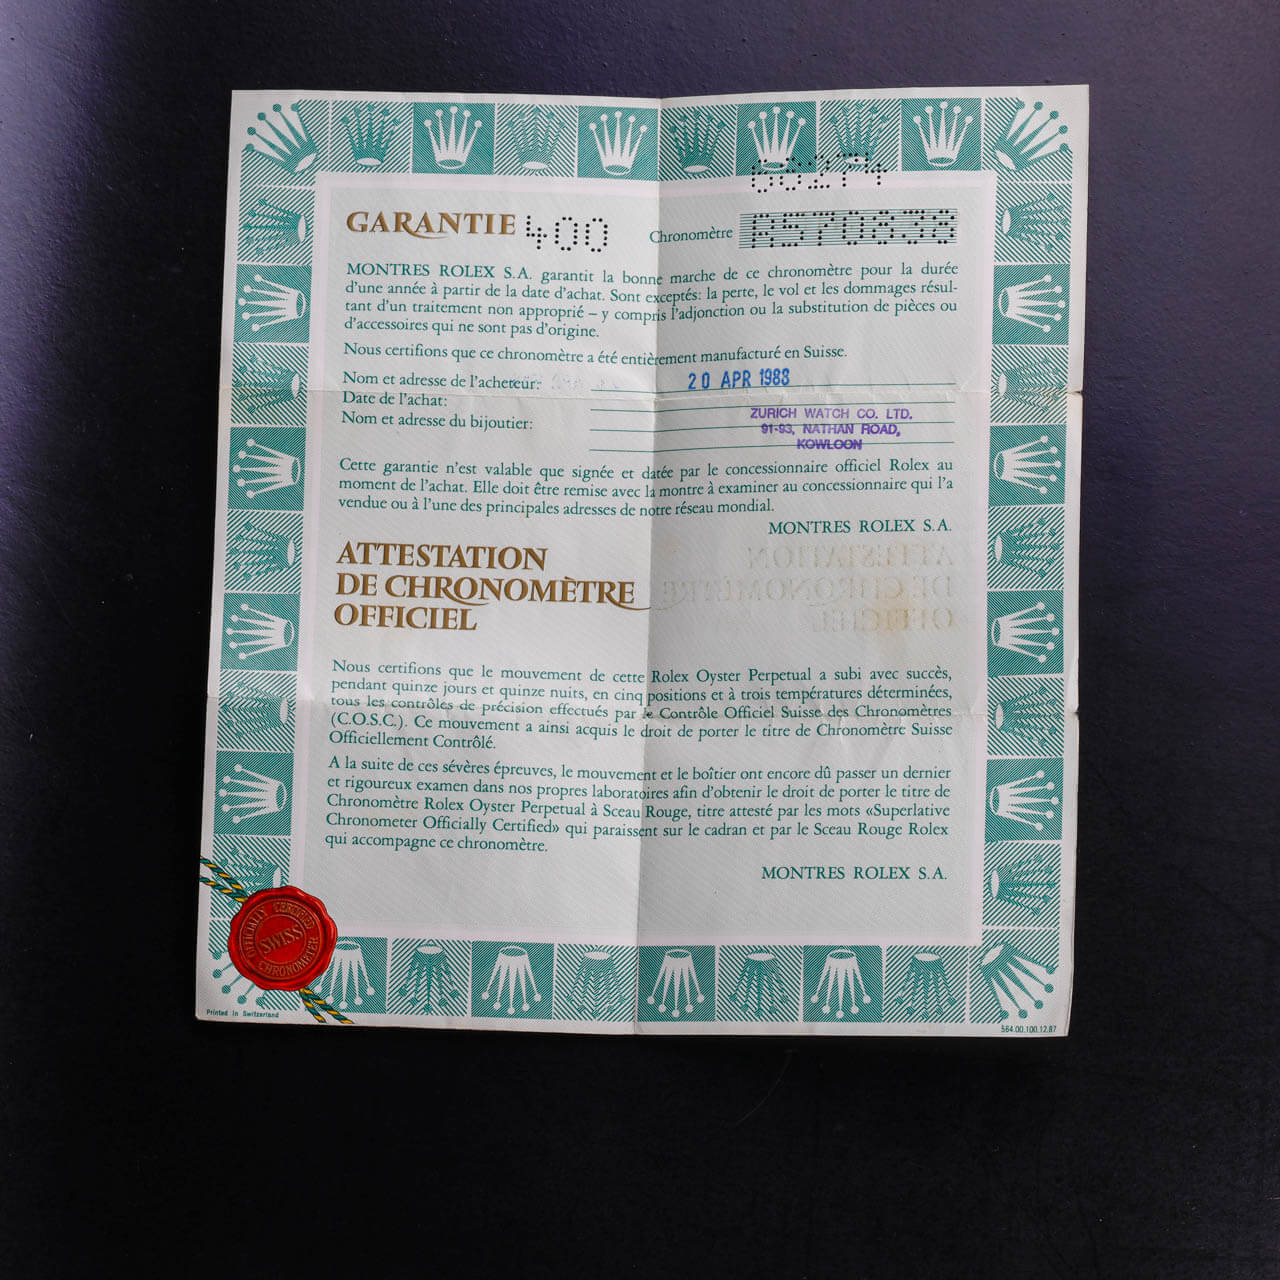 66274
GARANTIE 400 Chronomètre
MONTRES ROLEX S.A. garantit la bonne marche de ce chronomètre pour la durée
d'une année à partir de la date d'achat. Sont exceptés: la perte, le vol et les dommages résul-
tant d'un traitement non approprié – y compris l'adjonction ou la substitution de pièces ou
d'accessoires qui ne sont pas d'origine.
Nous certifions que ce chronomètre a été entièrement manufacturé en Suisse.
Nom et adresse de l'acheteur:
20 APR 1988
Date de l'achat:
Nom et adresse du bijoutier:
ZURICH WATCH CO. LTD.
91-93, NATHAN ROAD,
KOWLOON
Cette garantie n'est valable que signée et datée par le concessionnaire officiel Rolex au
moment de l'achat. Elle doit être remise avec la montre à examiner au concessionnaire qui l'a
vendue ou à l'une des principales adresses de notre réseau mondial.
MONTRES ROLEX S.A.
ATTESTATION
DE CHRONOMÈTRE
OFFICIEL
Nous certifions que le mouvement de cette Rolex Oyster Perpetual a subi avec succès,
pendant quinze jours et quinze nuits, en cinq positions et à trois températures déterminées,
tous les contrôles de précision effectués par le Contrôle Officiel Suisse des Chronomètres
(C.O.S.C.). Ce mouvement a ainsi acquis le droit de porter le titre de Chronomètre Suisse
Officiellement Contrôlé.
A la suite de ces sévères épreuves, le mouvement et le boîtier ont encore dû passer un dernier
et rigoureux examen dans nos propres laboratoires afin d'obtenir le droit de porter le titre de
Chronomètre Rolex Oyster Perpetual à Sceau Rouge, titre attesté par les mots «Superlative
Chronometer Officially Certified» qui paraissent sur le cadran et par le Sceau Rouge Rolex
qui accompagne ce chronomètre.
MONTRES ROLEX S.A.
OFFICIALLY CERTIFIED
SWISS
CHRONOMETER
Printed in Switzerland
564.00.100.12.87